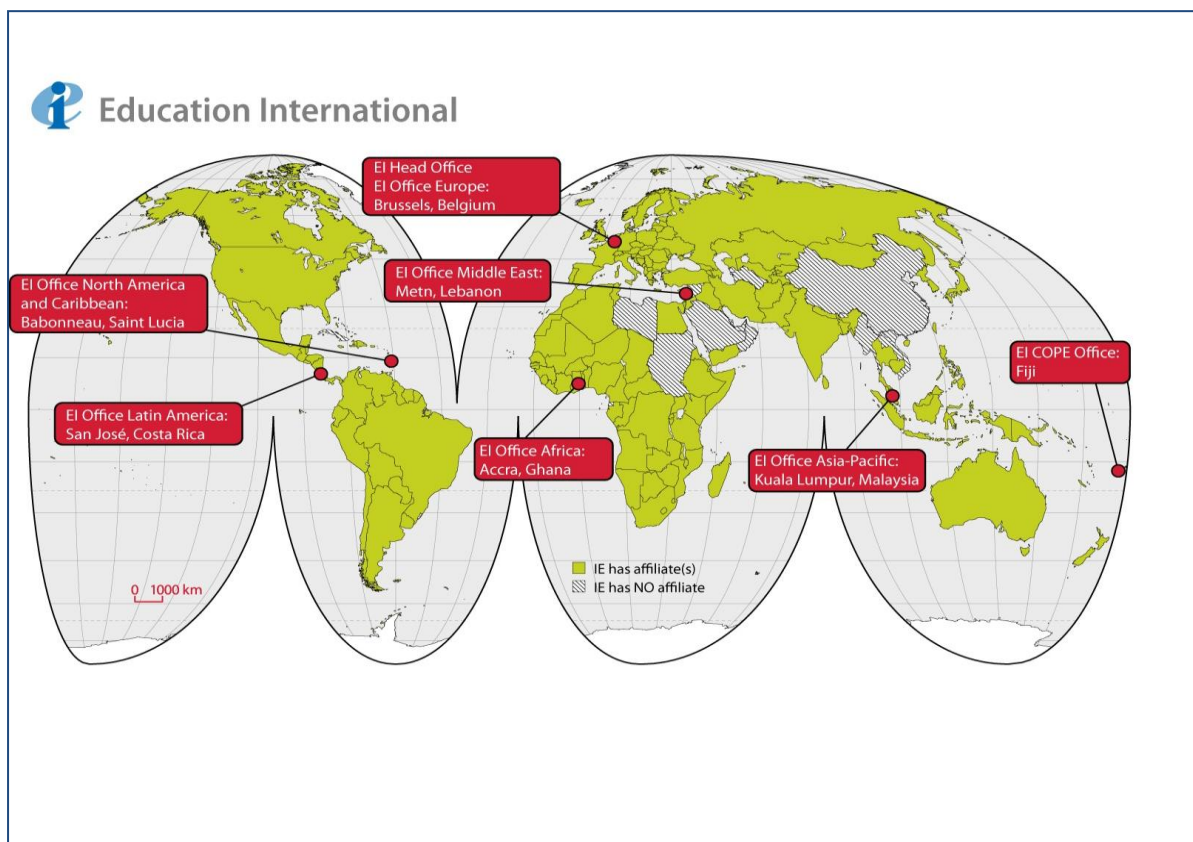 Education International
EI Head Office
EI Office Europe:
Brussels, Belgium
EI Office North America
and Caribbean:
Babonneau, Saint Lucia
EI Office Middle East:
Metn, Lebanon
EI COPE Office:
Fiji
EI Office Latin America:
San José, Costa Rica
EI Office Africa:
Accra, Ghana
EI Office Asia-Pacific:
Kuala Lumpur, Malaysia
IE has affiliate(s)
IE has NO affiliate
0 1000 km